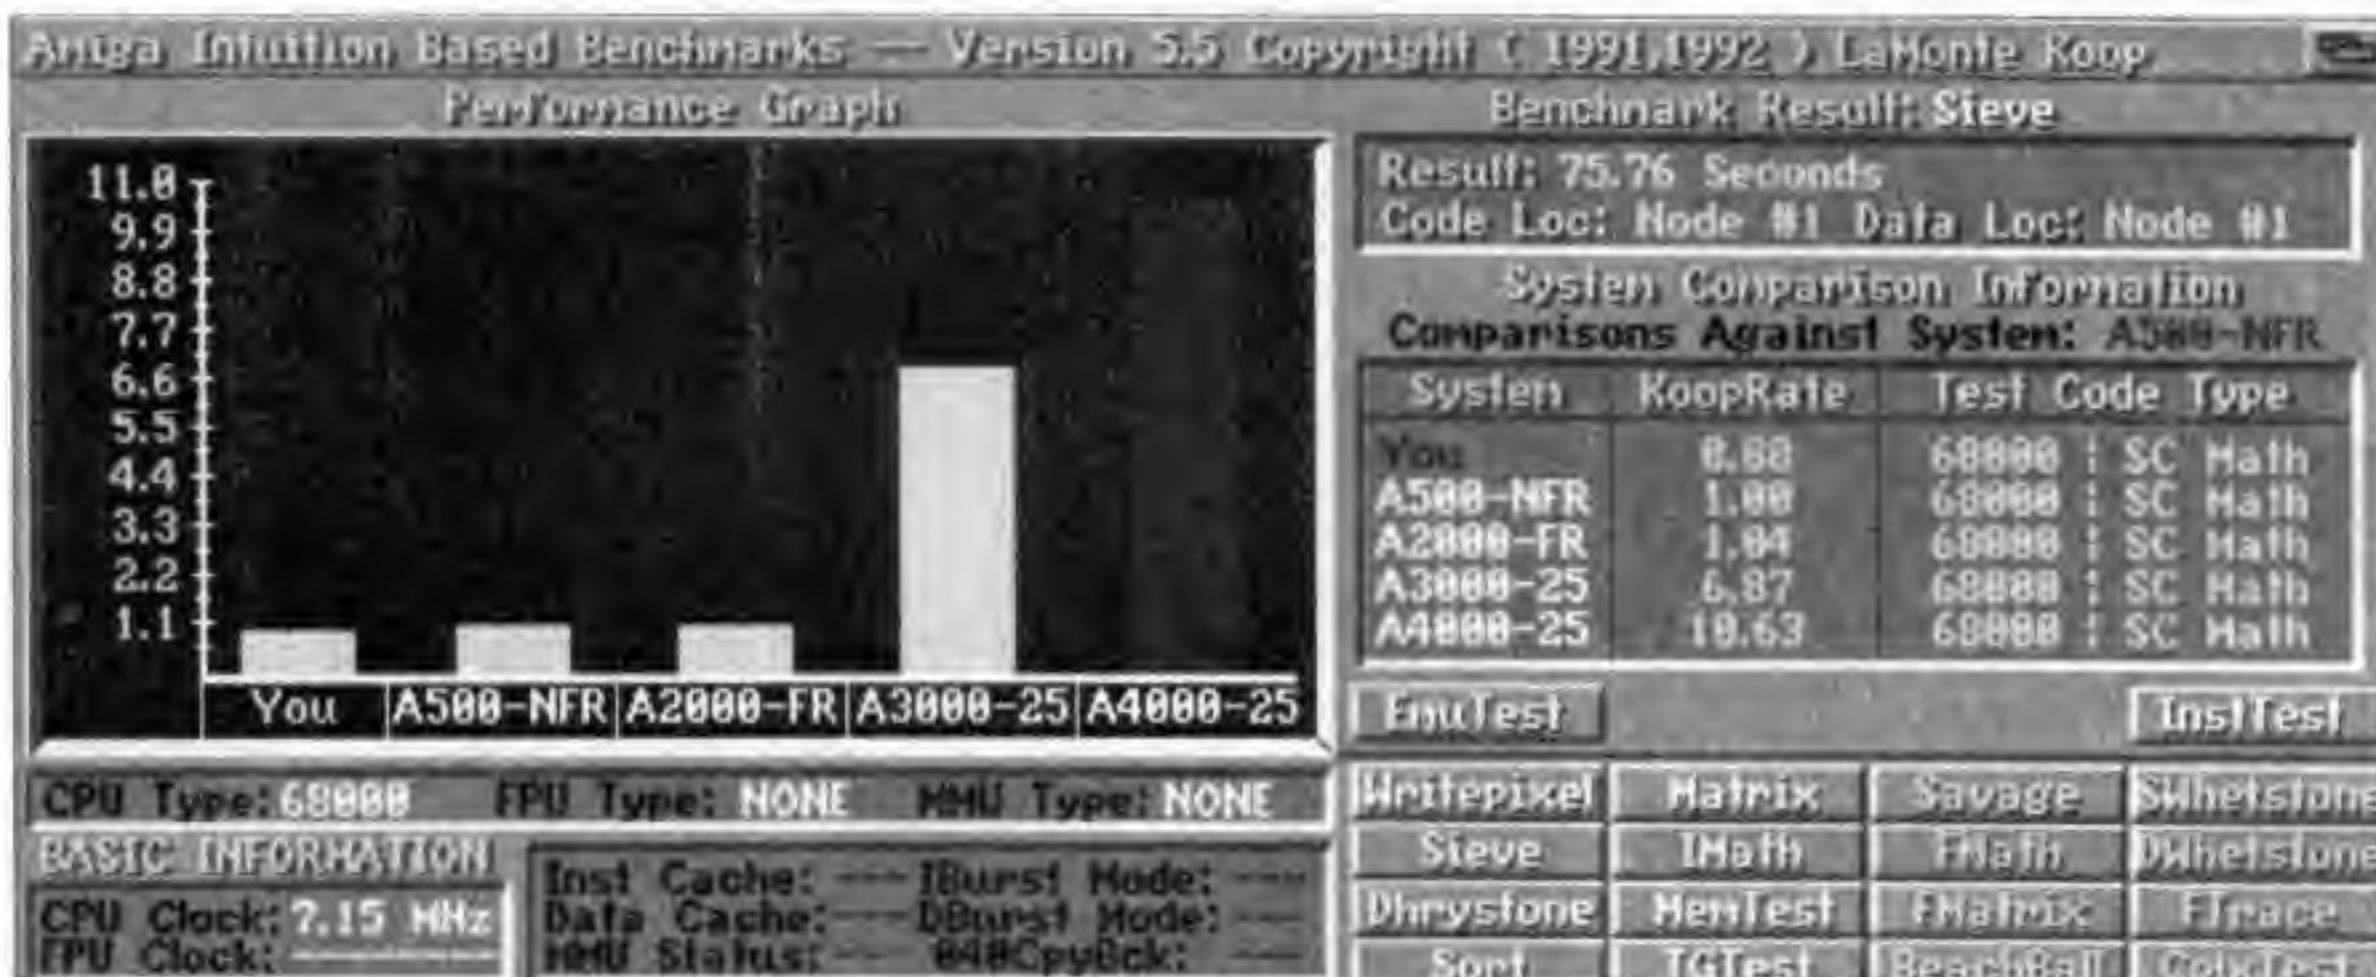 Amiga Intuition Based Benchmarks -- Version 5.5 Copyright ( 1991,1992 ) LaMonte Koop
Performance Graph
11.0
9.9
8.8
7.7
6.6
5.5
4.4
3.3
2.2
1.1
You A500-NFR A2000-FR A3000-25 A4000-25
CPU Type: 68000 FPU Type: NONE MMU Type: NONE
BASIC INFORMATION
CPU Clock: 7.15 MHz
FPU Clock:
Inst Cache: --- IBurst Mode: ---
Data Cache: --- DBurst Mode: ---
MMU Status: --- 040CpyBck:
Benchmark Result: Sieve
Result: 75.76 Seconds
Code Loc: Node #1 Data Loc: Node #1
System Comparison Information
Comparisons Against System: A500-NFR
System KoopRate Test Code Type
You 0.88 68000 ¦ SC Math
A500-NFR 1.00 68000 ¦ SC Math
A2000-FR 1.04 68000 ¦ SC Math
A3000-25 6.87 68000 ¦ SC Math
A4000-25 10.63 68000 ¦ SC Math
EmuTest InstTest
Writepixel Matrix Savage SWhetstone
Sieve IMath FMath DWhetstone
Dhrystone MemTest FMatrix FTrace
Sort TGTest BeachBall CplxTest